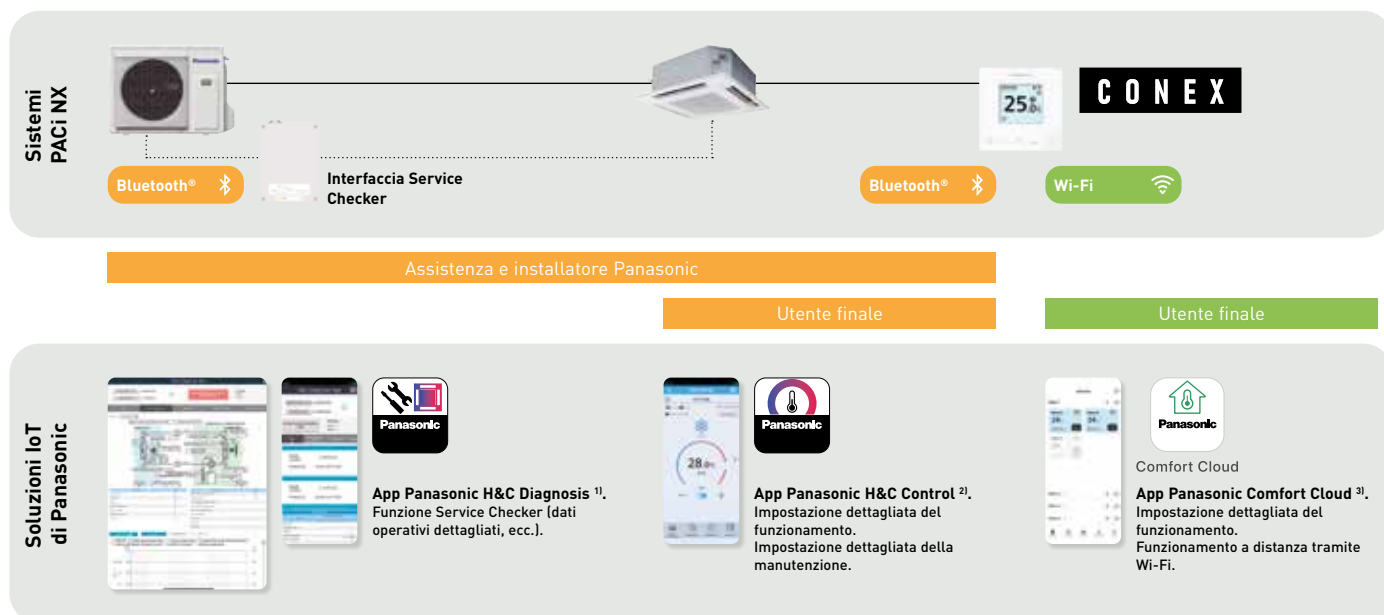 Sistemi
PACi NX
Panasonic
25
CONEX
Bluetooth®
Interfaccia Service
Checker
Bluetooth®
Wi-Fi
Assistenza e installatore Panasonic
Utente finale
Utente finale
Soluzioni IoT
di Panasonic
Panasonic
App Panasonic H&C Diagnosis 1).
Funzione Service Checker (dati
operativi dettagliati, ecc.).
28.0
Panasonic
App Panasonic H&C Control 2).
Impostazione dettagliata del
funzionamento.
Impostazione dettagliata della
manutenzione.
Panasonic
Comfort Cloud
App Panasonic Comfort Cloud 3).
Impostazione dettagliata del
funzionamento.
Funzionamento a distanza tramite
Wi-Fi.